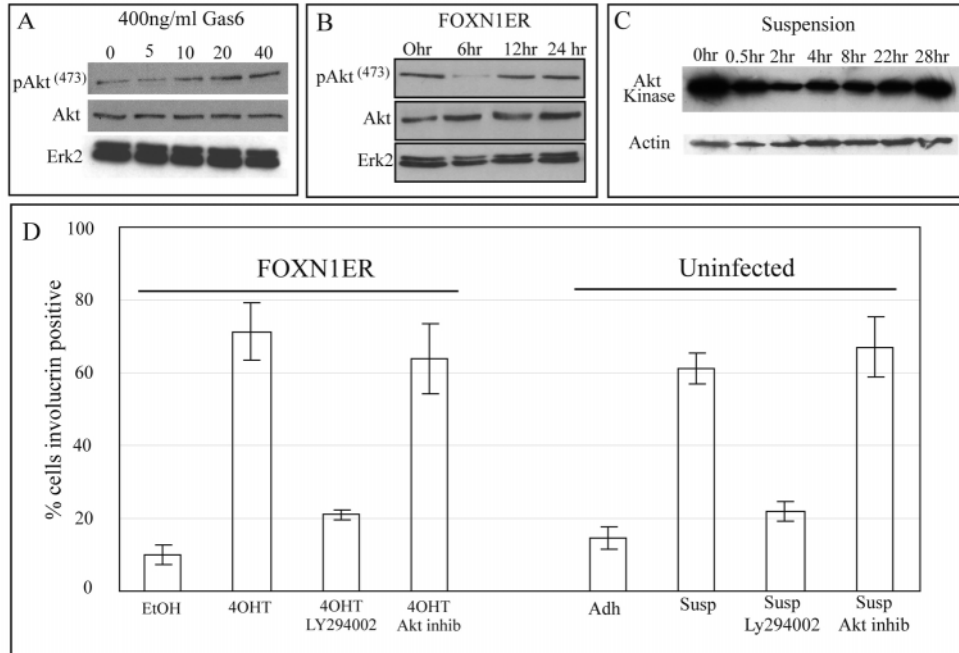 A
400ng/ml Gas6
0 5 10 20 40
pAkt (473)
Akt
Erk2
B
FOXN1ER
Ohr 6hr 12hr 24 hr
pAkt (473)
Akt
Erk2
C
Suspension
0hr 0.5hr 2hr 4hr 8hr 22hr 28hr
Akt
Kinase
Actin
D
% cells involucrin positive
100
80
60
40
20
0
FOXN1ER
Uninfected
EtOH
4OHT
4OHT
LY294002
4OHT
Akt inhib
Adh
Susp
Susp
Ly294002
Susp
Akt inhib